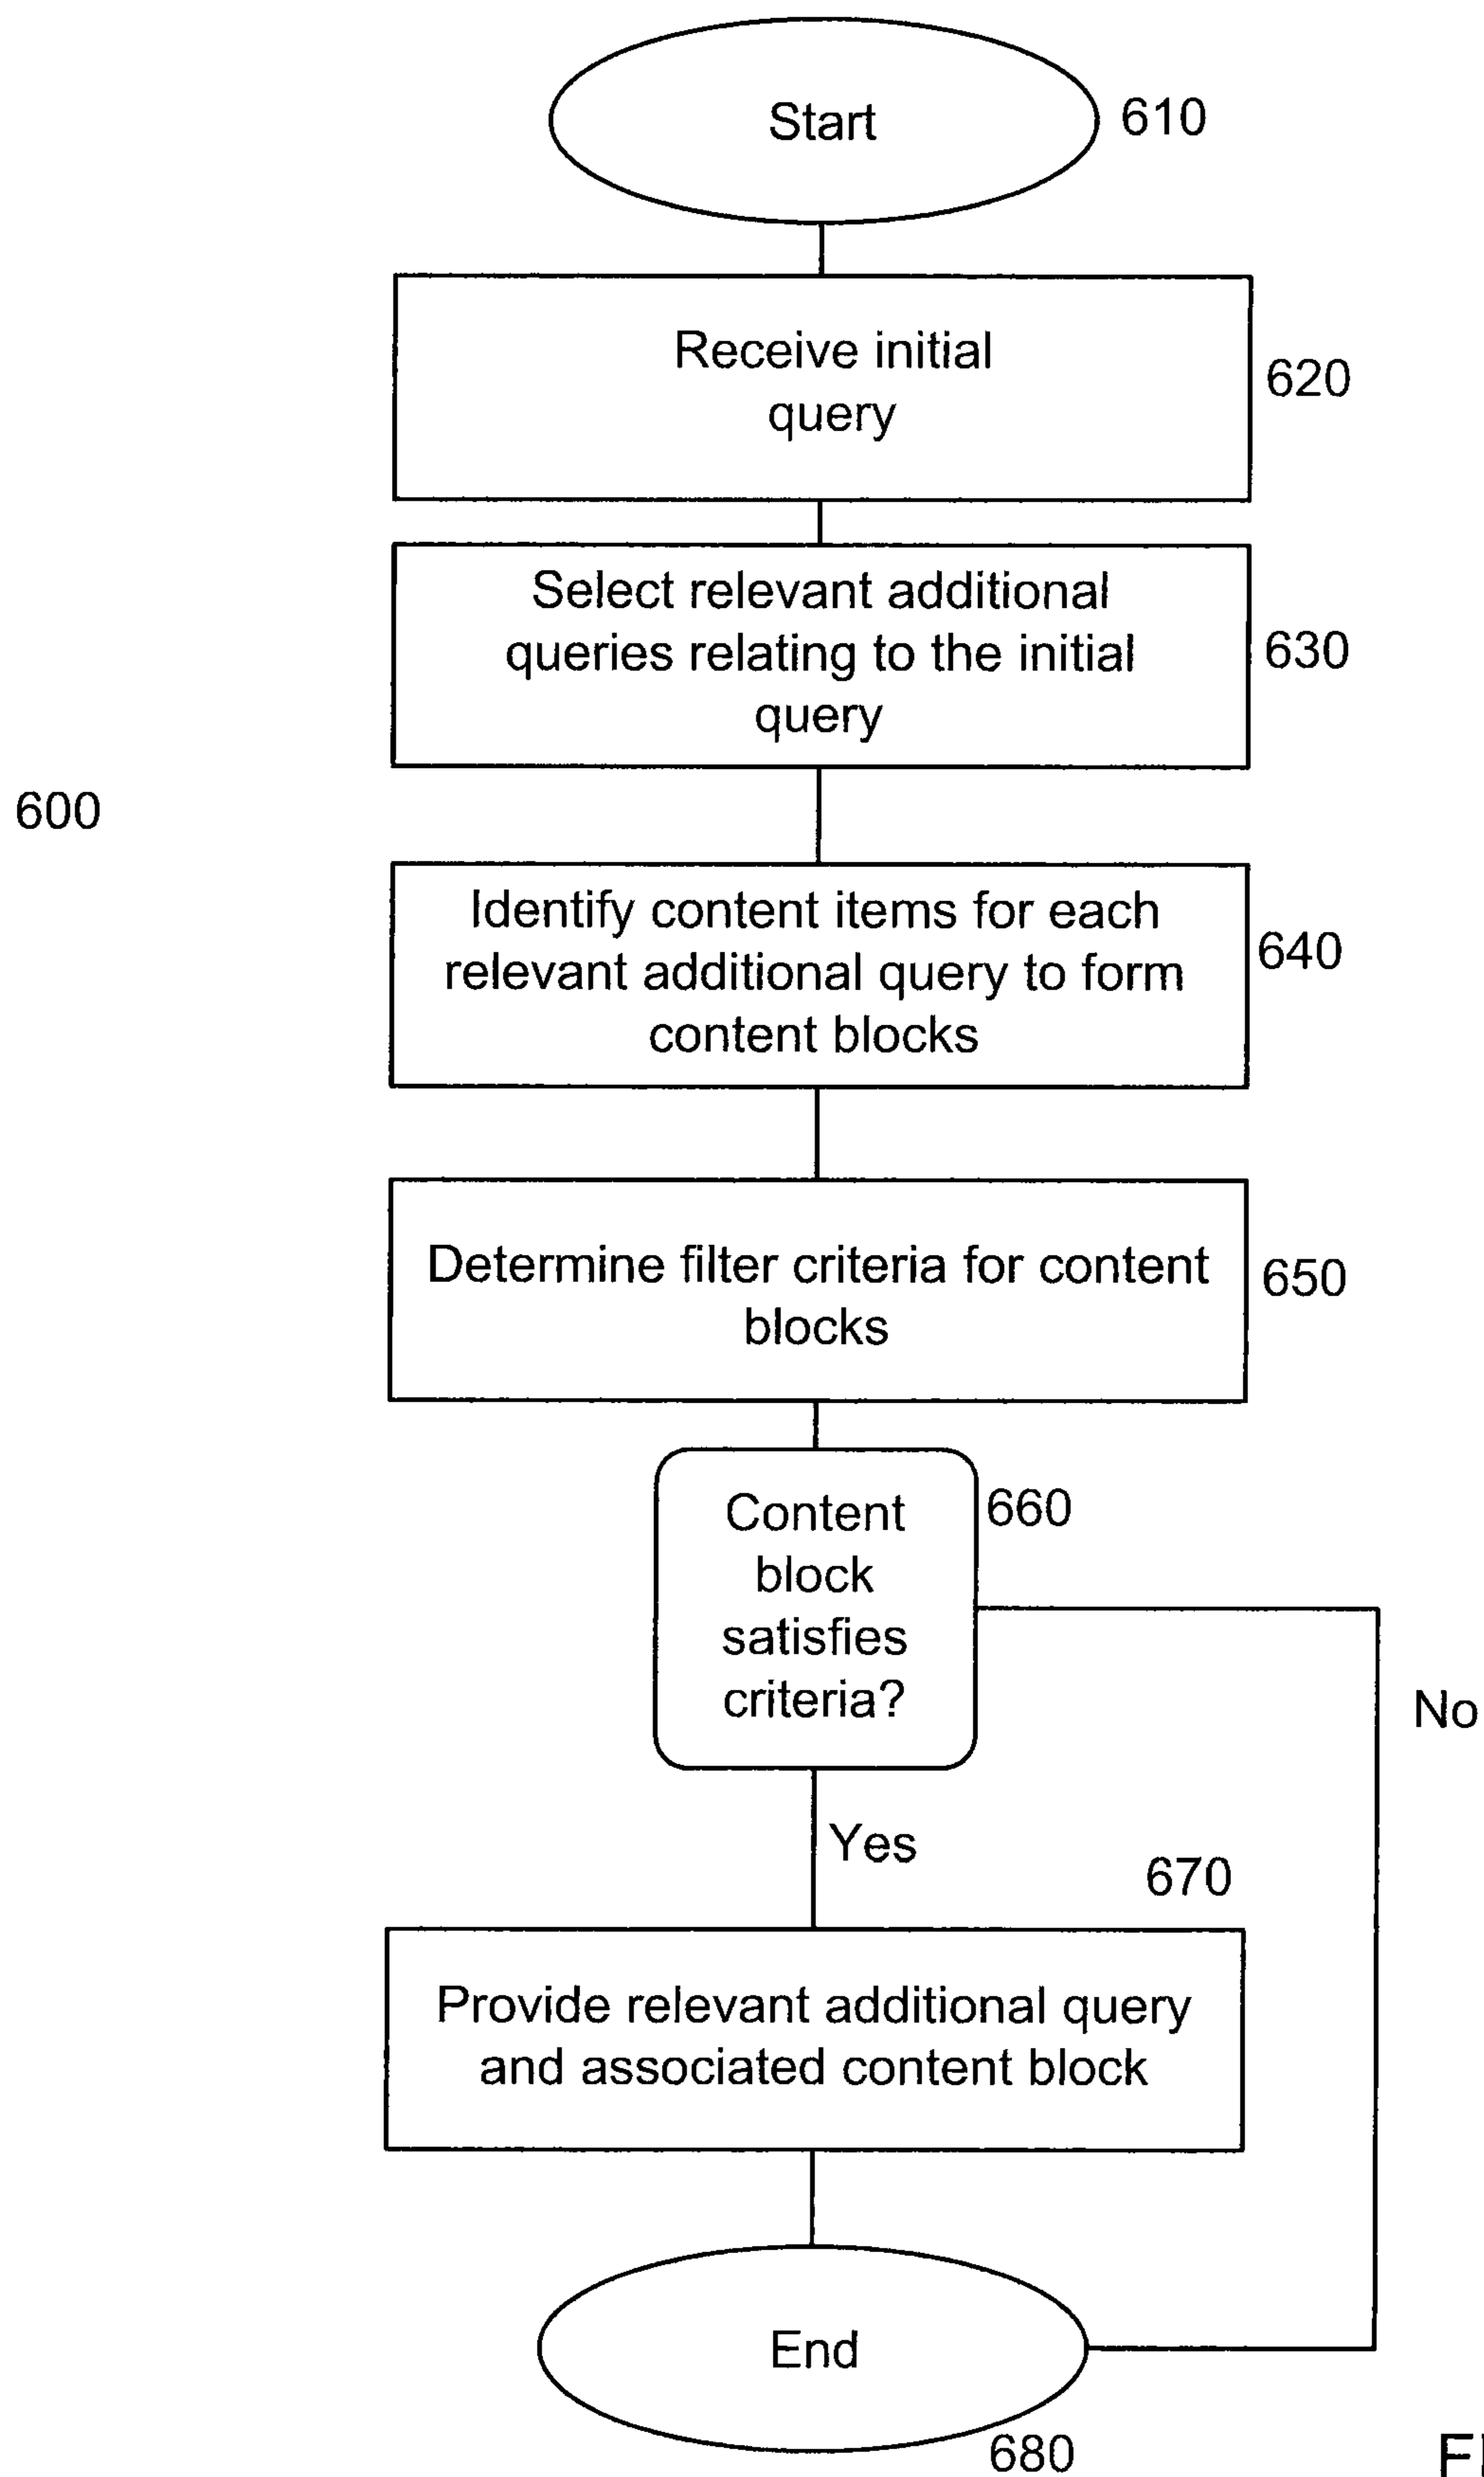 Start
610
Receive initial
query
620
Select relevant additional
queries relating to the initial
query
630
600
Identify content items for each
relevant additional query to form
content blocks
640
Determine filter criteria for content
blocks
650
Content
block
satisfies
criteria?
660
No
Yes
670
Provide relevant additional query
and associated content block
End
680